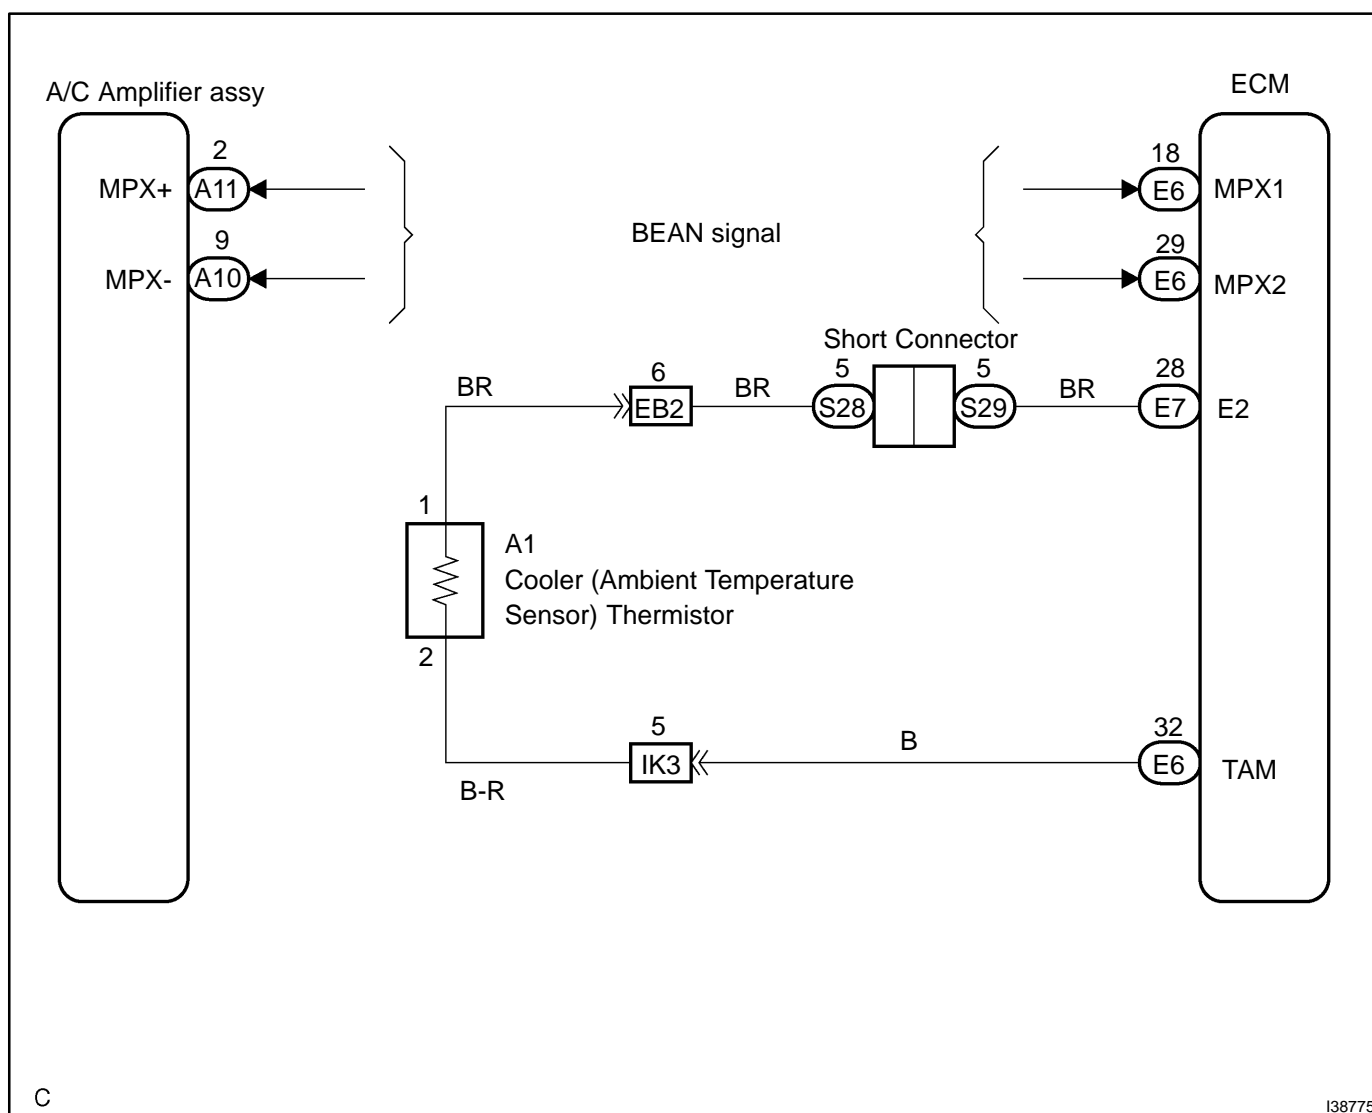 A/C Amplifier assy
ECM
2
18
MPX+
A11
E6
MPX1
BEAN signal
9
29
MPX-
A10
E6
MPX2
Short Connector
BR
6
BR
5
5
BR
28
EB2
S28
S29
E7
E2
1
A1
Cooler (Ambient Temperature
Sensor) Thermistor
2
5
B
32
IK3
E6
TAM
B-R
C
I38775